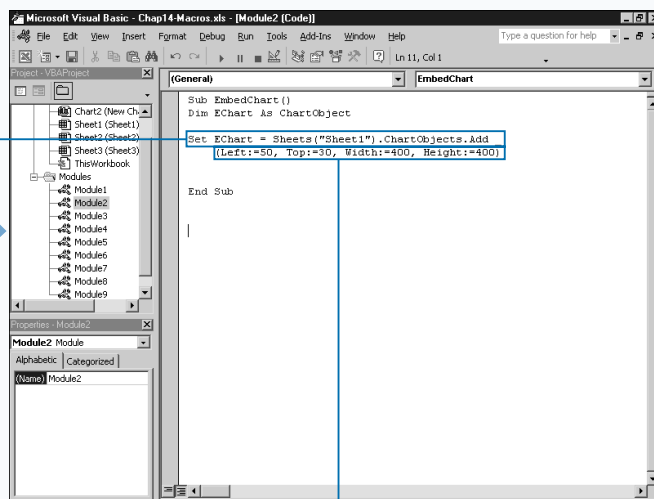 Microsoft Visual Basic - Chap14-Macros.xls - [Module2 (Code)]
File Edit View Insert Format Debug Run Tools Add-Ins Window Help
Type a question for help
Ln 11, Col 1
Project - VBAProject
Chart2 (New Ch
Sheet1 (Sheet1)
Sheet2 (Sheet2)
Sheet3 (Sheet3)
ThisWorkbook
Modules
Module1
Module2
Module3
Module4
Module5
Module6
Module7
Module8
Module9
Properties - Module2
Module2 Module
Alphabetic Categorized
(Name) Module2
(General)
EmbedChart
Sub EmbedChart()
Dim EChart As ChartObject
Set EChart = Sheets("Sheet1").ChartObjects.Add _
(Left:=50, Top:=30, Width:=400, Height:=400)
End Sub